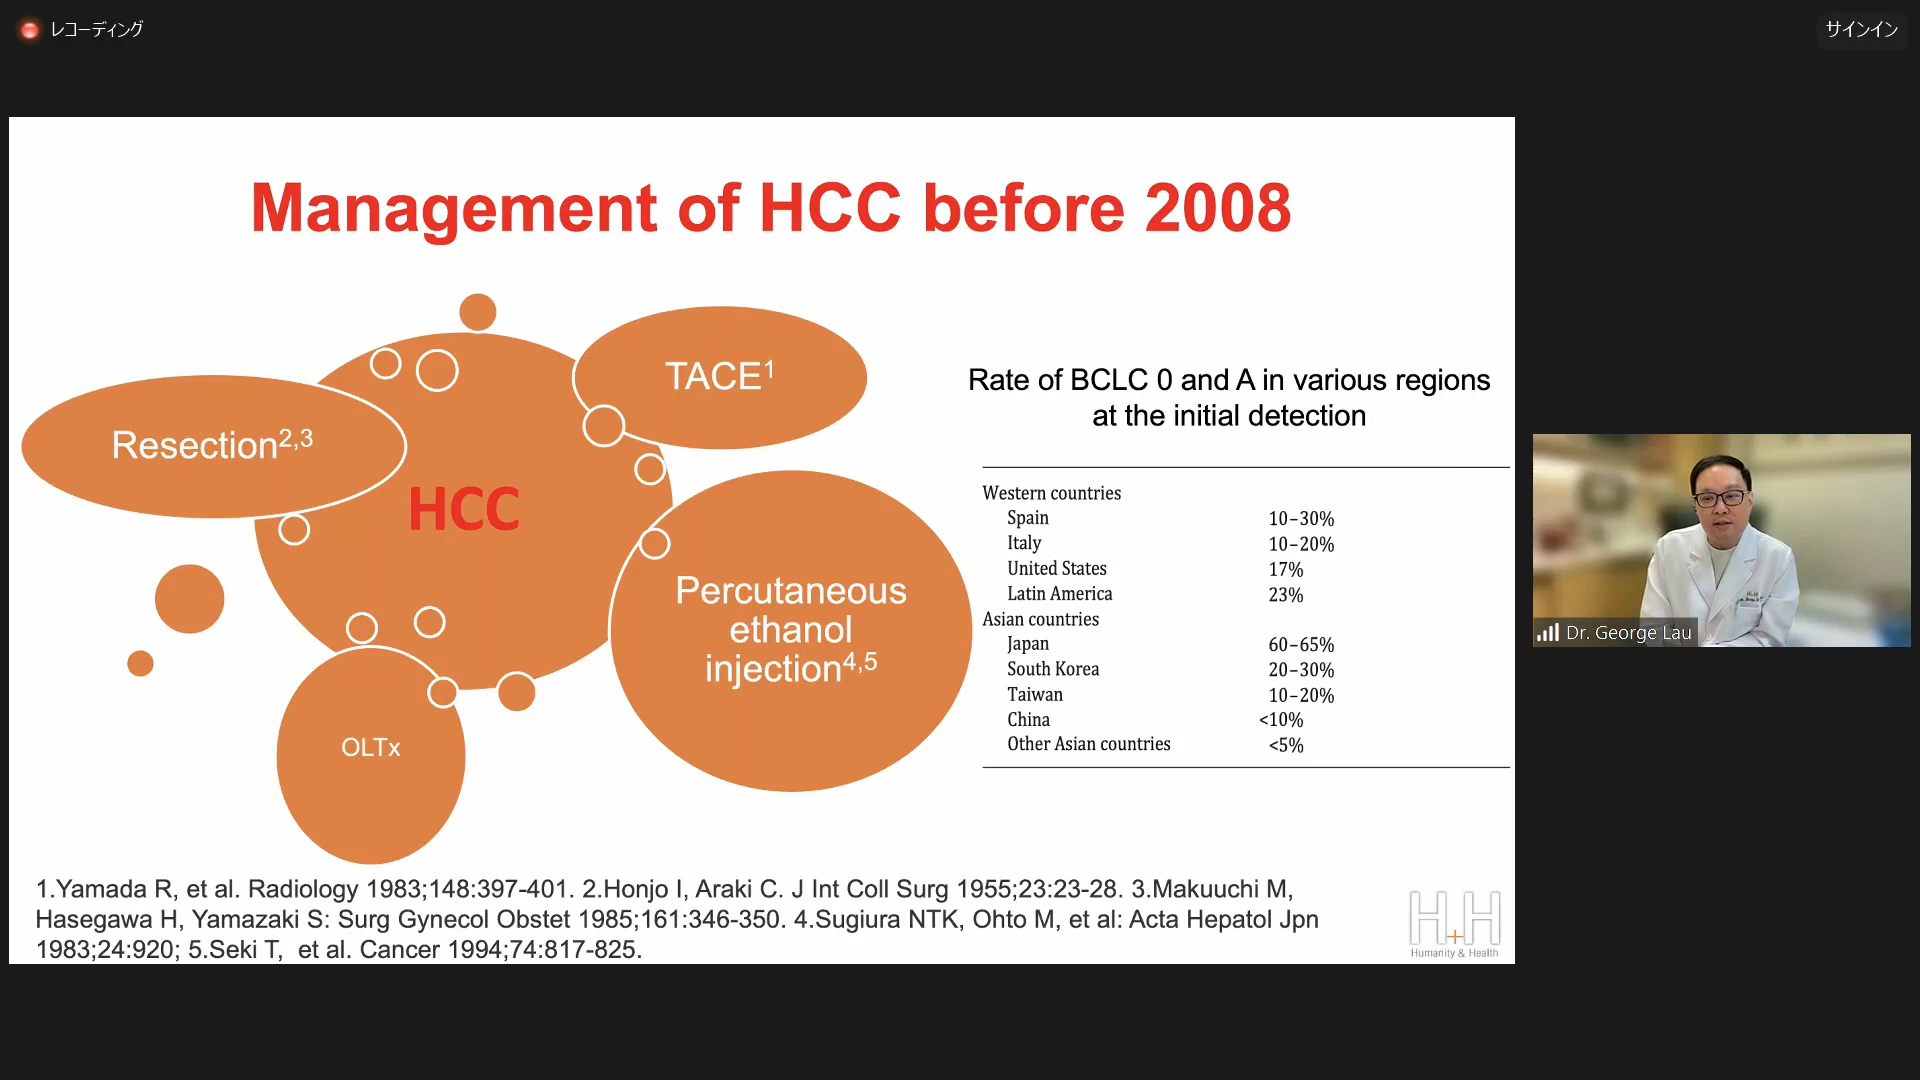 レコーディング
サインイン
Management of HCC before 2008
TACE1
Resection2,3
HCC
Percutaneous
ethanol
injection4,5
OLTx
Rate of BCLC 0 and A in various regions
at the initial detection
Western countries
Spain 10–30%
Italy 10–20%
United States 17%
Latin America 23%
Asian countries
Japan 60–65%
South Korea 20–30%
Taiwan 10–20%
China <10%
Other Asian countries <5%
1.Yamada R, et al. Radiology 1983;148:397-401. 2.Honjo I, Araki C. J Int Coll Surg 1955;23:23-28. 3.Makuuchi M,
Hasegawa H, Yamazaki S: Surg Gynecol Obstet 1985;161:346-350. 4.Sugiura NTK, Ohto M, et al: Acta Hepatol Jpn
1983;24:920; 5.Seki T, et al. Cancer 1994;74:817-825.
H+H
Humanity & Health
Dr. George Lau